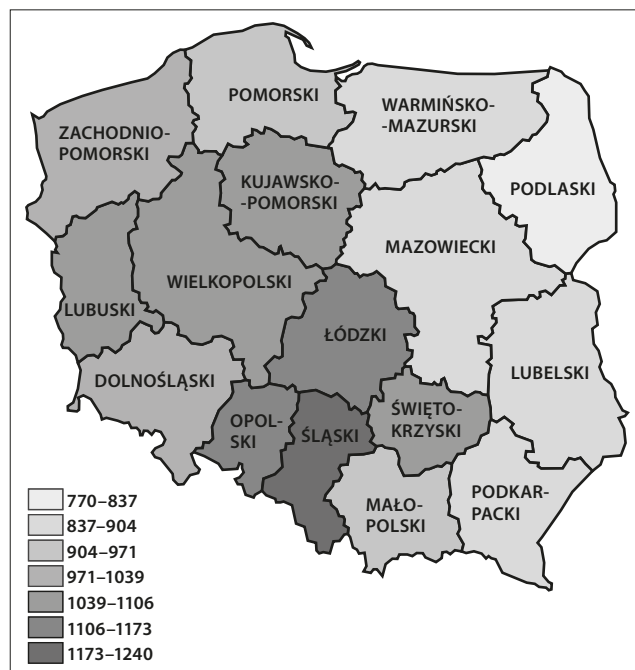 POMORSKI
WARMIŃSKO-
-MAZURSKI
ZACHODNIO-
POMORSKI
KUJAWSKO-
-POMORSKI
PODLASKI
MAZOWIECKI
WIELKOPOLSKI
LUBUSKI
ŁÓDZKI
LUBELSKI
DOLNOŚLĄSKI
OPOL-
SKI
ŚLĄSKI
ŚWIĘTO-
KRZYSKI
MAŁO-
POLSKI
PODKAR-
PACKI
770–837
837–904
904–971
971–1039
1039–1106
1106–1173
1173–1240